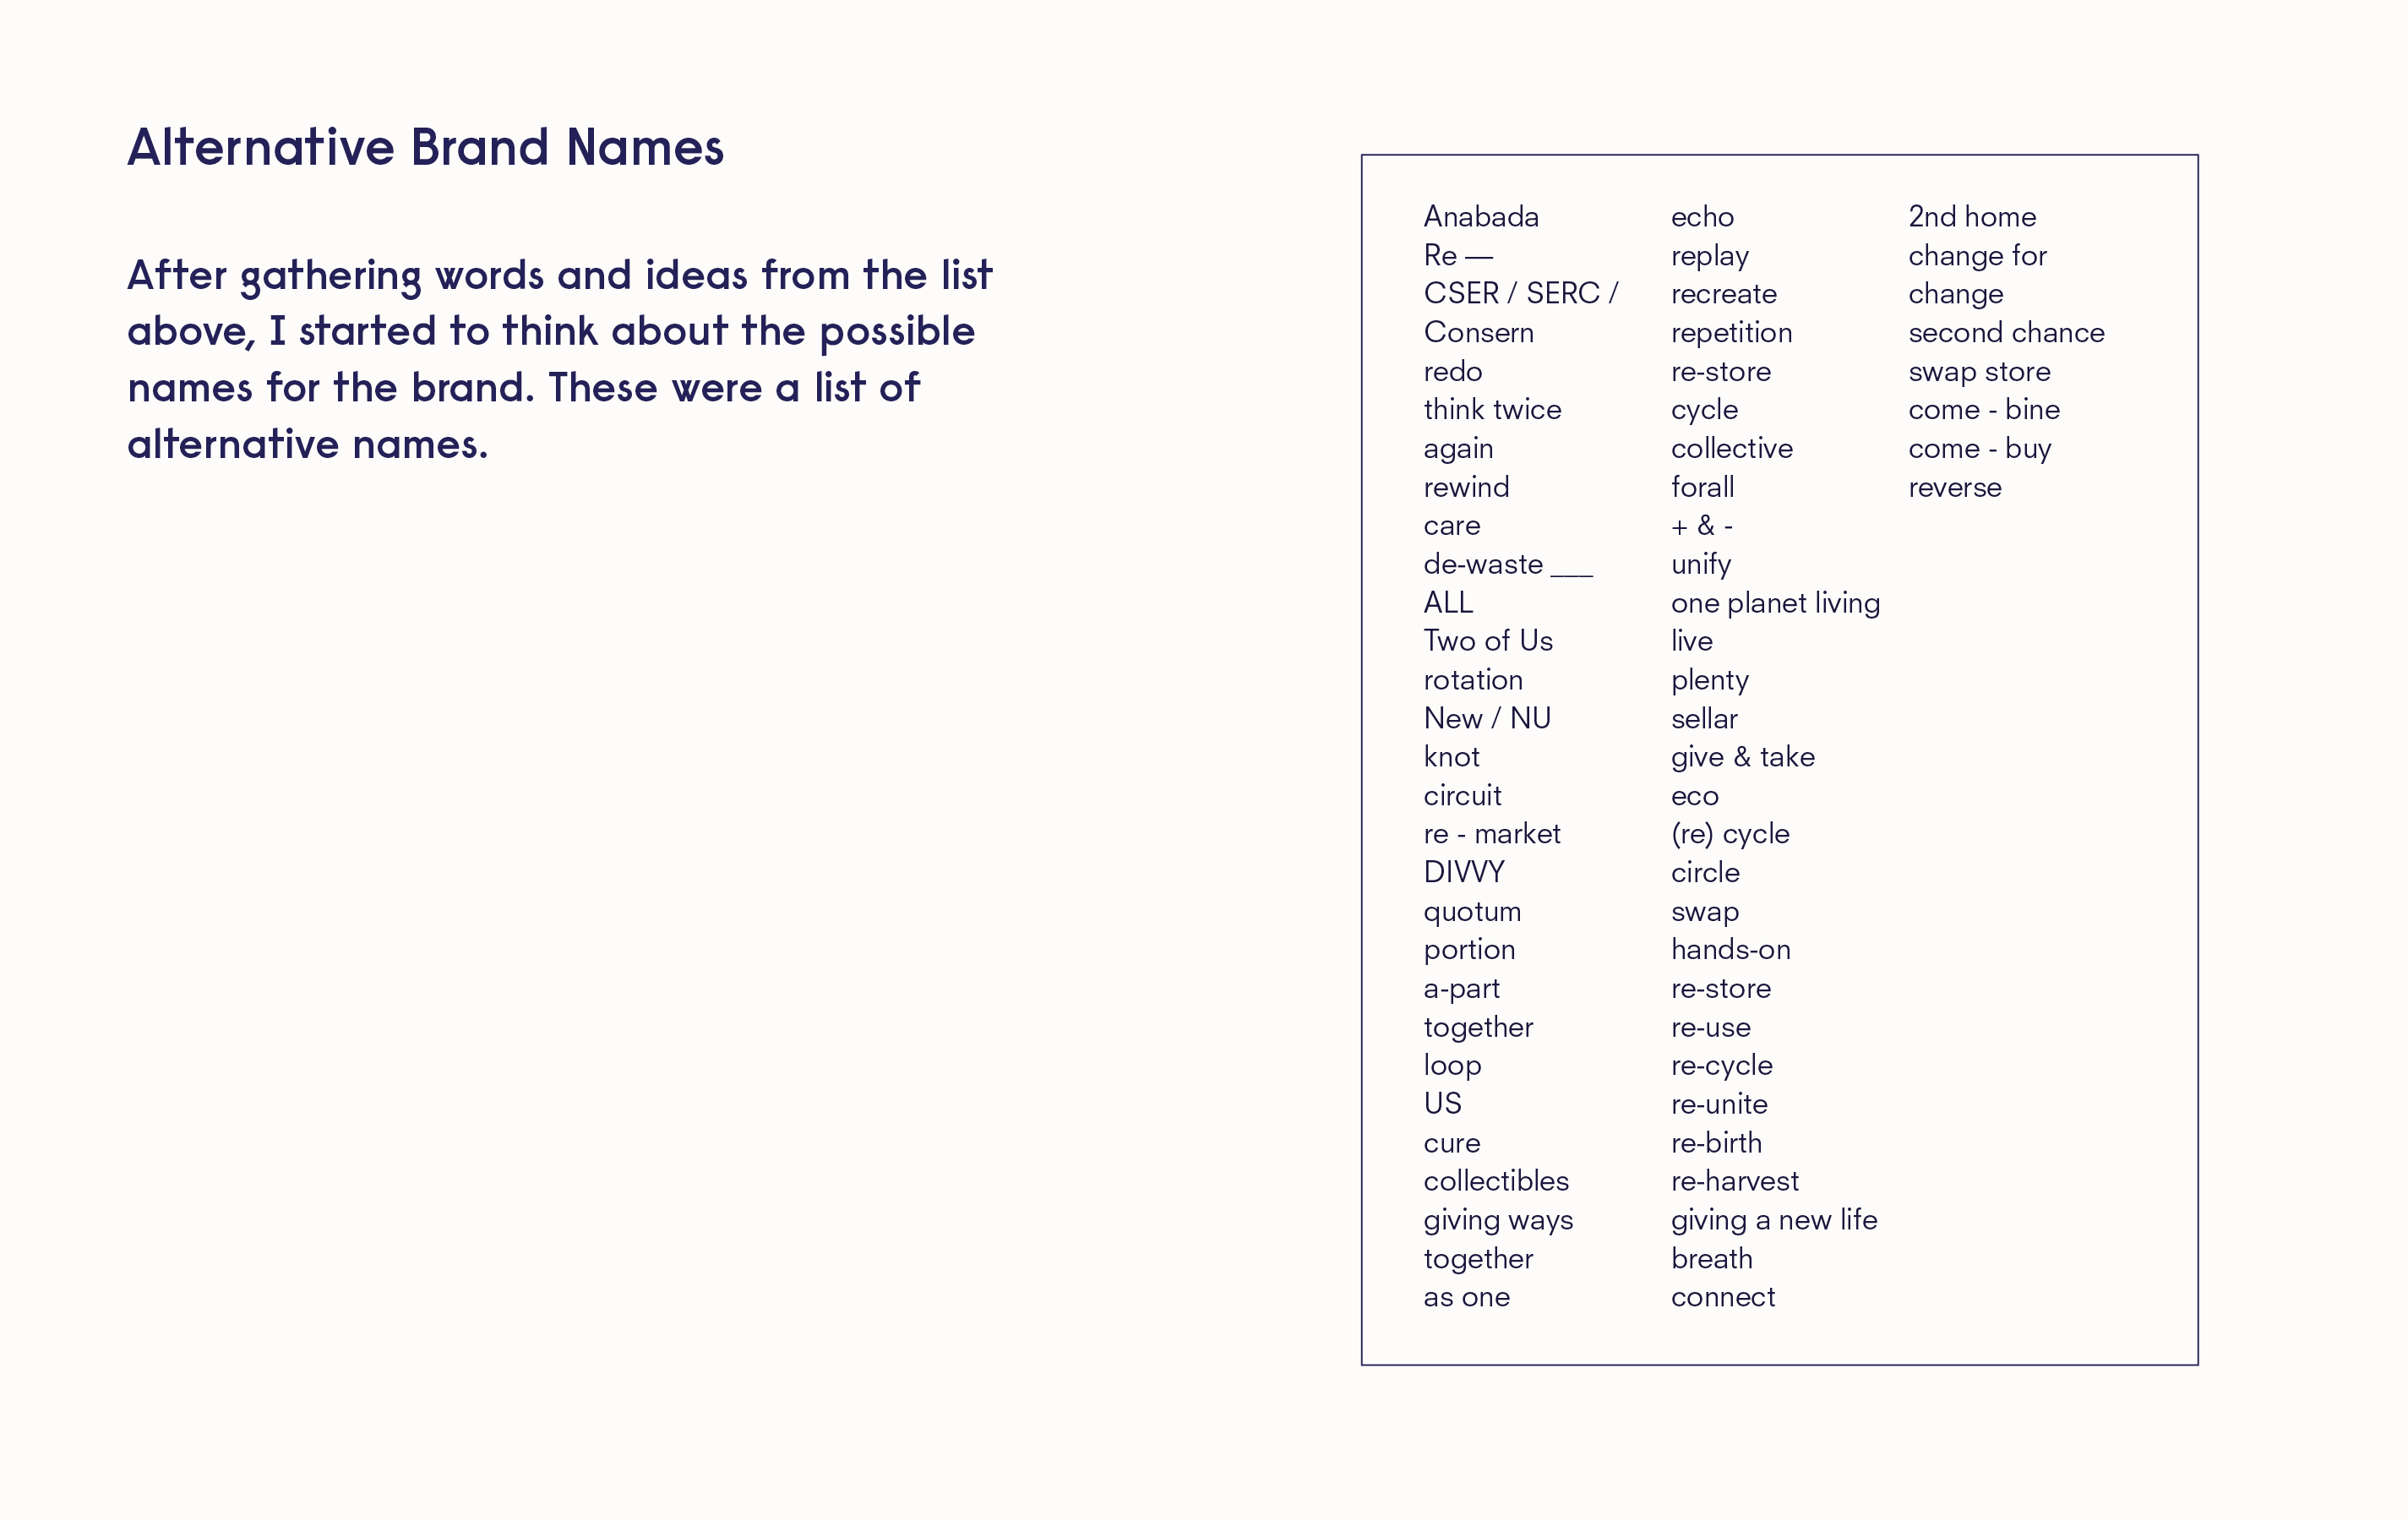 Alternative Brand Names
After gathering words and ideas from the list
above, I started to think about the possible
names for the brand. These were a list of
alternative names.
Anabada
Re —
CSER / SERC /
Consern
redo
think twice
again
rewind
care
de-waste ___
ALL
Two of Us
rotation
New / NU
knot
circuit
re - market
DIVVY
quotum
portion
a-part
together
loop
US
cure
collectibles
giving ways
together
as one
echo
replay
recreate
repetition
re-store
cycle
collective
forall
+ & -
unify
one planet living
live
plenty
sellar
give & take
eco
(re) cycle
circle
swap
hands-on
re-store
re-use
re-cycle
re-unite
re-birth
re-harvest
giving a new life
breath
connect
2nd home
change for
change
second chance
swap store
come - bine
come - buy
reverse